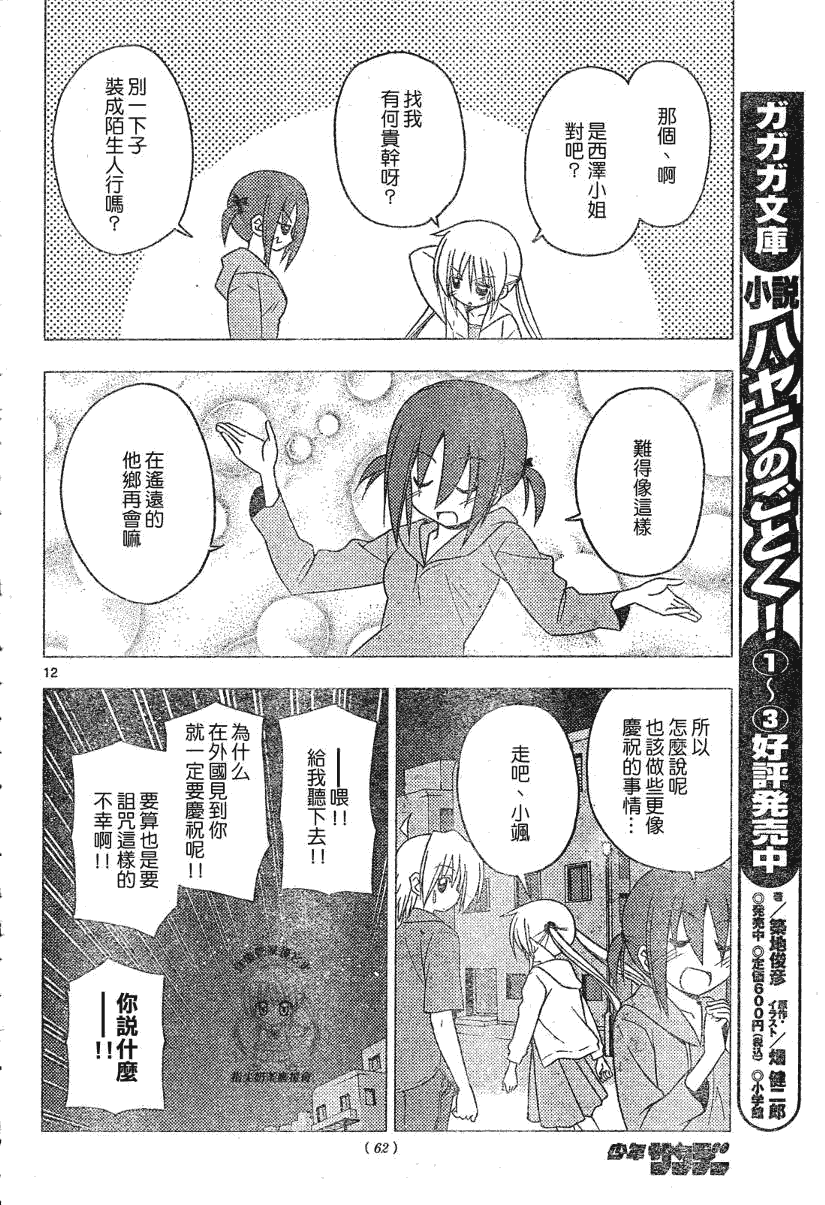 那個、啊
是西澤小姐
對吧？
找我
有何貴幹呀？
別一下子
裝成陌生人行嗎？
難得像這樣
在遙遠的
他鄉再會嘛
12
所以
怎麼說呢
也該做些更像
慶祝的事情…
走吧、小颯
——喂!!
給我聽下去!!
為什么
在外國見到你
就一定要慶祝呢!!
要算也是要
詛咒這樣的
不幸啊!!
——你說什麼
!!
(62)
少年サンデー
ガガガ文庫
小説
ハヤテのごとく！
①～③好評発売中
著／築地俊彦
原作・イラスト／畑 健二郎
◎発売中 ◎定価600円(税込) ◎小学館